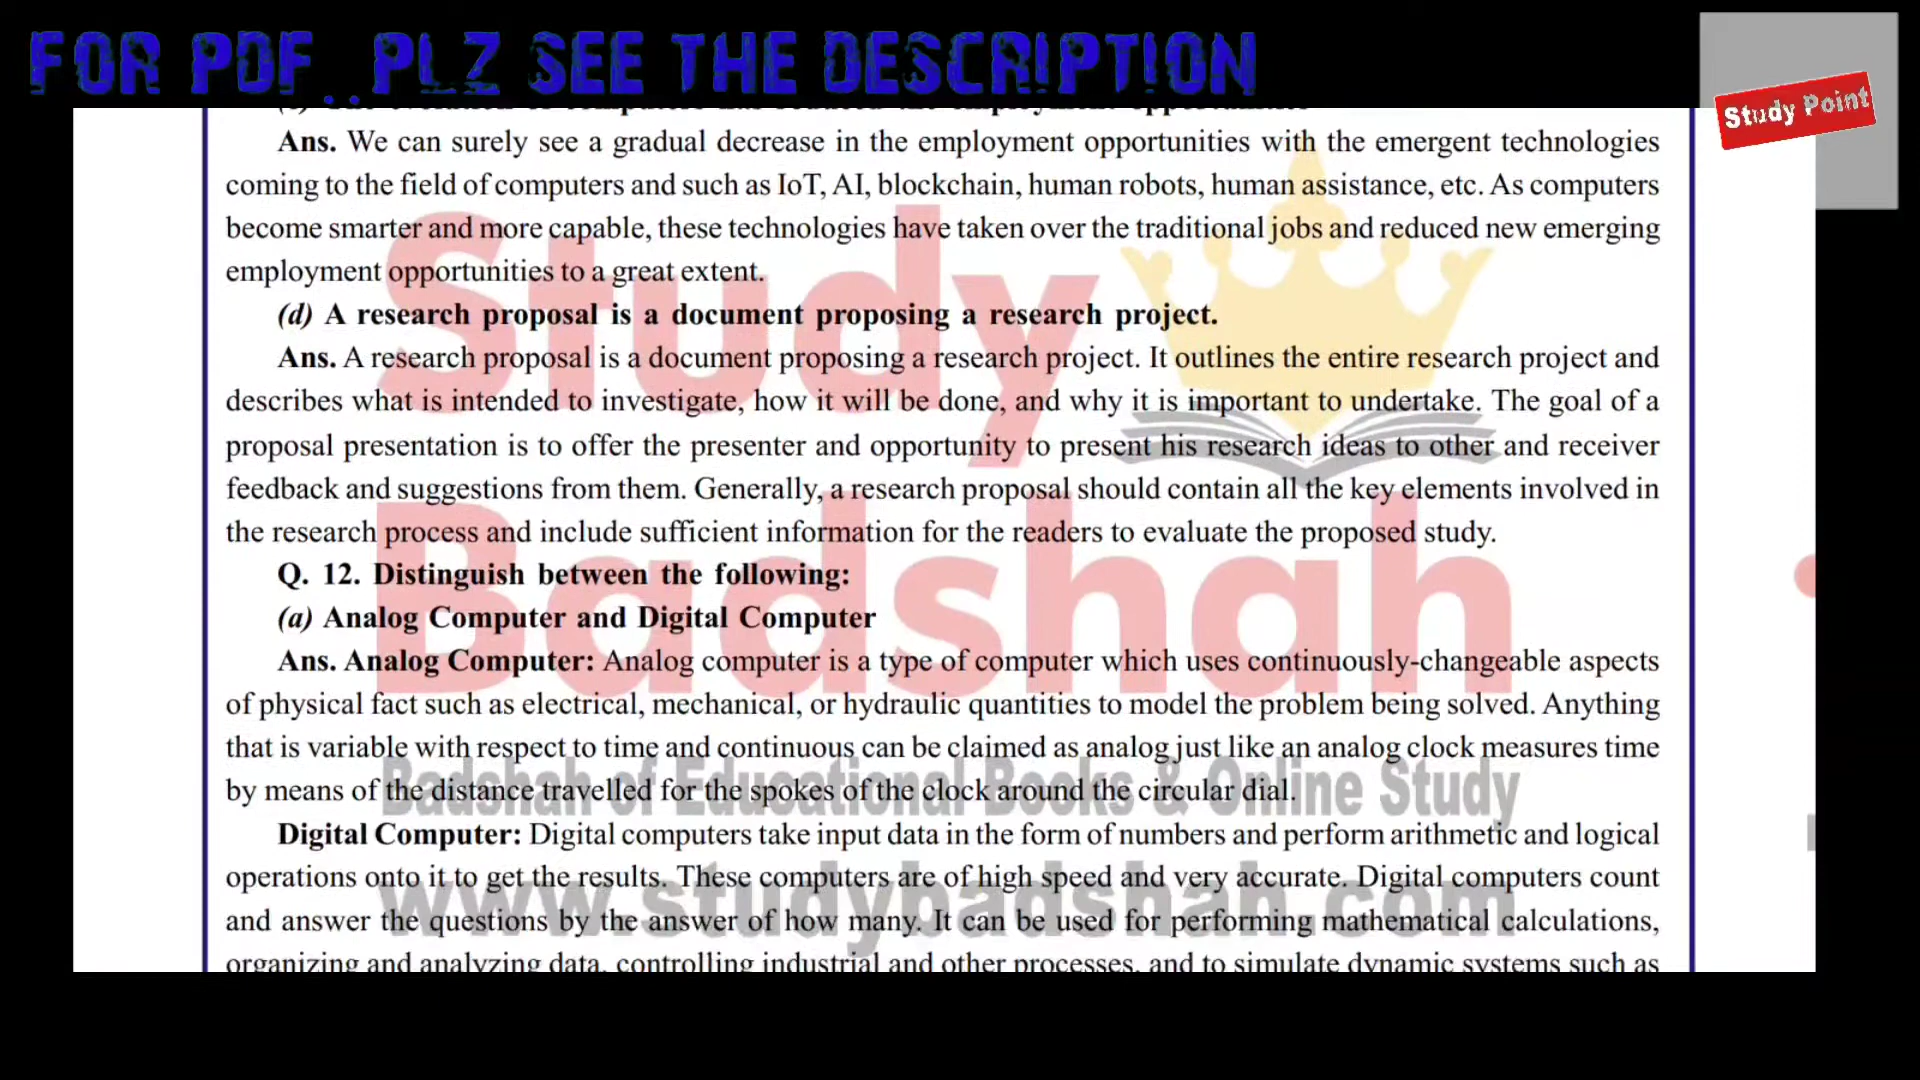 FOR PDF..PLZ SEE THE DESCRIPTION
Study Point
The evolution of computers has reduced the employment opportunities
Ans. We can surely see a gradual decrease in the employment opportunities with the emergent technologies
coming to the field of computers and such as IoT, AI, blockchain, human robots, human assistance, etc. As computers
become smarter and more capable, these technologies have taken over the traditional jobs and reduced new emerging
employment opportunities to a great extent.
(d) A research proposal is a document proposing a research project.
Ans. A research proposal is a document proposing a research project. It outlines the entire research project and
describes what is intended to investigate, how it will be done, and why it is important to undertake. The goal of a
proposal presentation is to offer the presenter and opportunity to present his research ideas to other and receiver
feedback and suggestions from them. Generally, a research proposal should contain all the key elements involved in
the research process and include sufficient information for the readers to evaluate the proposed study.
Q. 12. Distinguish between the following:
(a) Analog Computer and Digital Computer
Ans. Analog Computer: Analog computer is a type of computer which uses continuously-changeable aspects
of physical fact such as electrical, mechanical, or hydraulic quantities to model the problem being solved. Anything
that is variable with respect to time and continuous can be claimed as analog just like an analog clock measures time
by means of the distance travelled for the spokes of the clock around the circular dial.
Digital Computer: Digital computers take input data in the form of numbers and perform arithmetic and logical
operations onto it to get the results. These computers are of high speed and very accurate. Digital computers count
and answer the questions by the answer of how many. It can be used for performing mathematical calculations,
organizing and analyzing data, controlling industrial and other processes, and to simulate dynamic systems such as
Study
Badshah
Badshah of Educational Books & Online Study
www.studybadshah.com